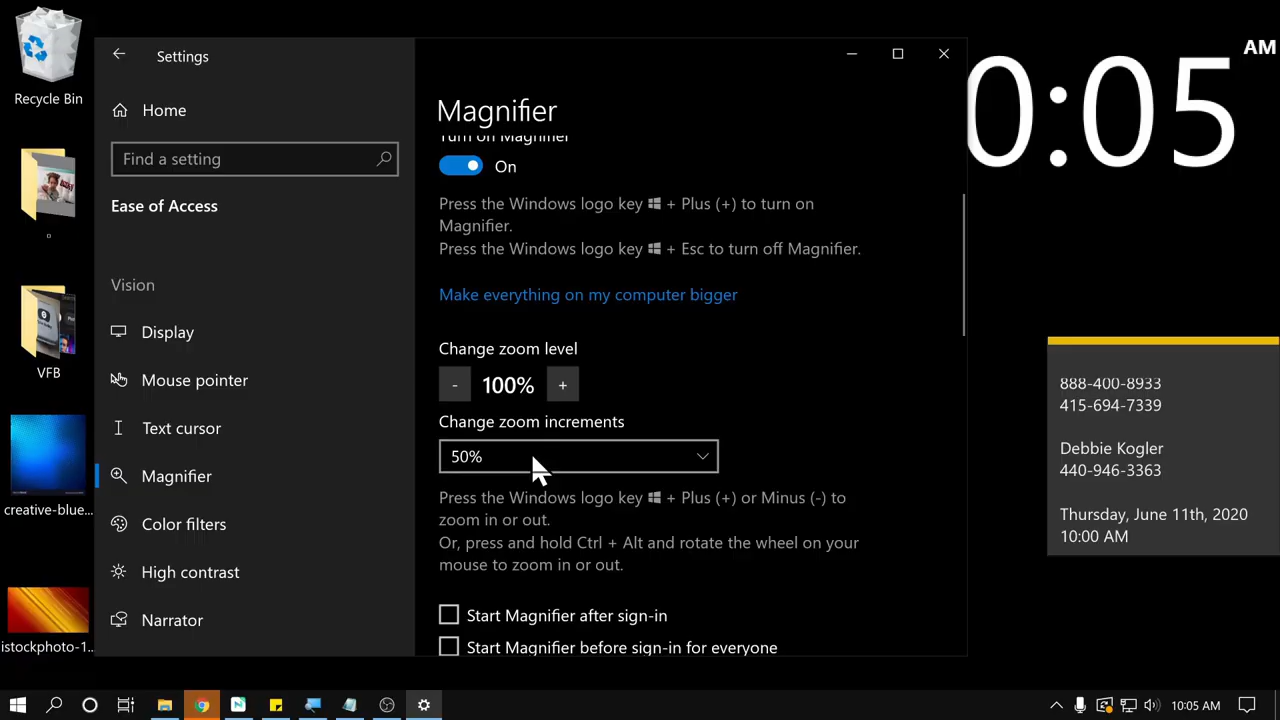 Recycle Bin
VFB
creative-blue...
istockphoto-1...
Settings
Home
Find a setting
Ease of Access
Vision
Display
Mouse pointer
Text cursor
Magnifier
Color filters
High contrast
Narrator
Magnifier
Turn on Magnifier
On
Press the Windows logo key + Plus (+) to turn on
Magnifier.
Press the Windows logo key + Esc to turn off Magnifier.
Make everything on my computer bigger
Change zoom level
- 100% +
Change zoom increments
50%
Press the Windows logo key + Plus (+) or Minus (-) to
zoom in or out.
Or, press and hold Ctrl + Alt and rotate the wheel on your
mouse to zoom in or out.
Start Magnifier after sign-in
Start Magnifier before sign-in for everyone
AM
0:05
888-400-8933
415-694-7339
Debbie Kogler
440-946-3363
Thursday, June 11th, 2020
10:00 AM
10:05 AM